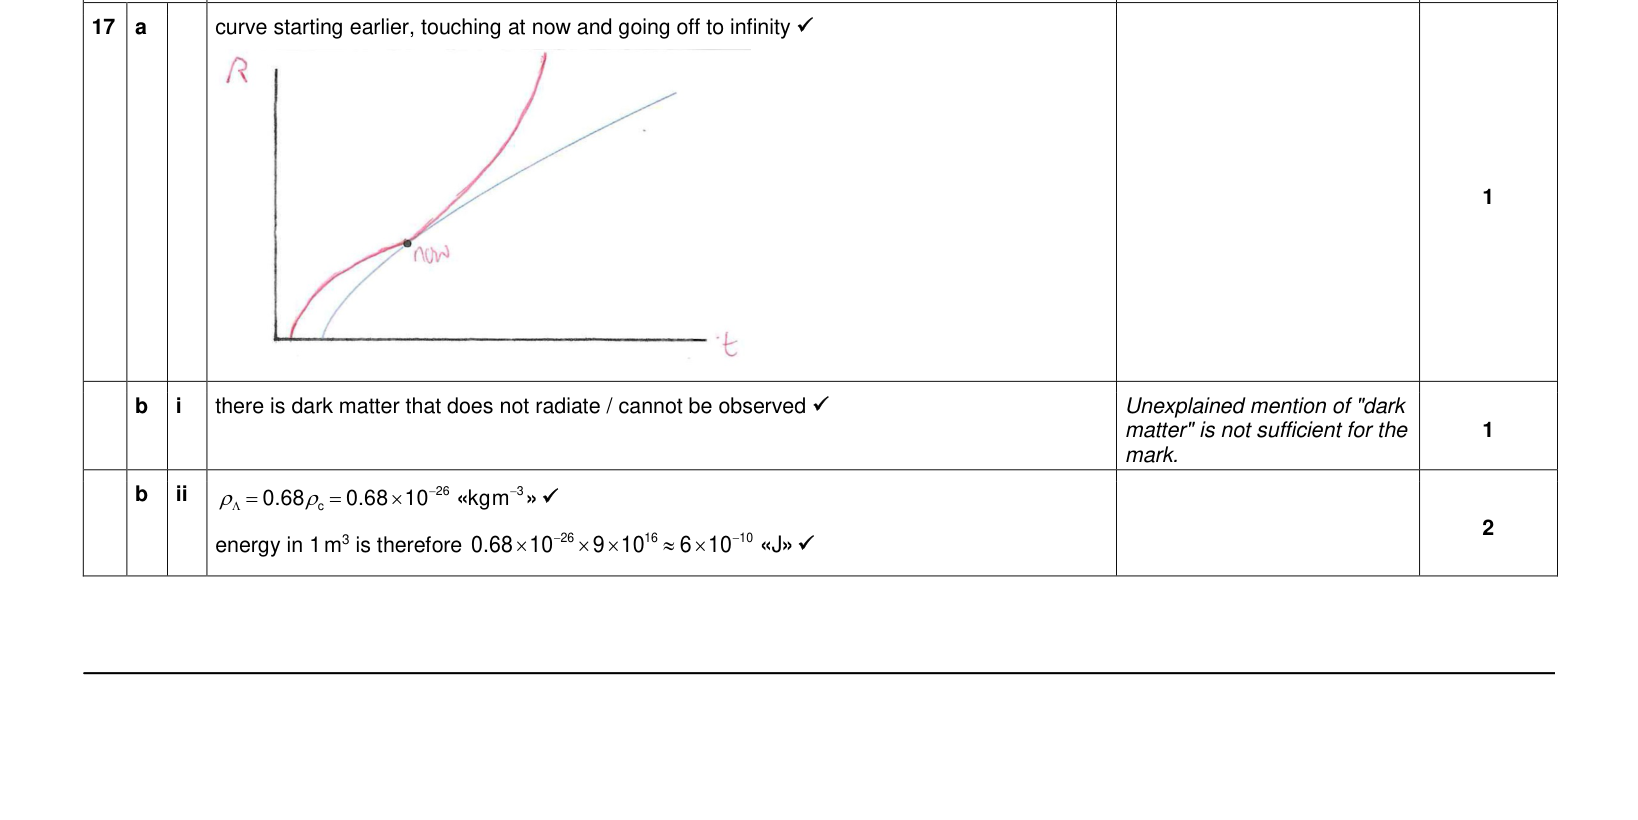 17 a curve starting earlier, touching at now and going off to infinity ✓
R
now
t
1
b i there is dark matter that does not radiate / cannot be observed ✓
Unexplained mention of "dark
matter" is not sufficient for the
mark.
1
b ii ρ_Λ = 0.68ρ_c = 0.68×10⁻²⁶ «kgm⁻³» ✓
energy in 1 m³ is therefore 0.68×10⁻²⁶×9×10¹⁶ ≈ 6×10⁻¹⁰ «J» ✓
2